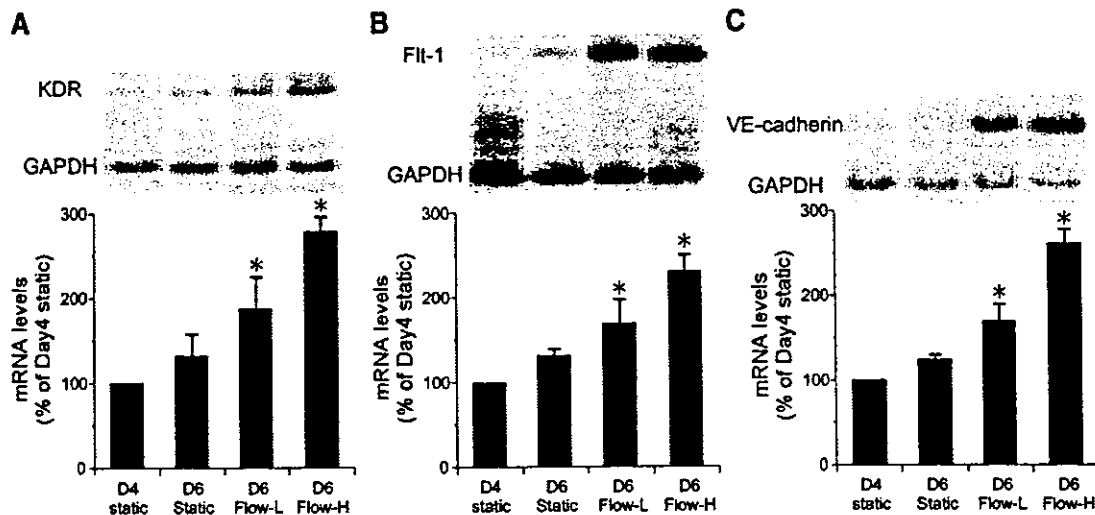 A
KDR
GAPDH
*
*
300
200
100
0
mRNA levels
(% of Day4 static)
D4 static
D6 Static
D6 Flow-L
D6 Flow-H
B
Flt-1
GAPDH
*
*
300
200
100
0
mRNA levels
(% of Day4 static)
D4 static
D6 Static
D6 Flow-L
D6 Flow-H
C
VE-cadherin
GAPDH
*
*
300
200
100
0
mRNA levels
(% of Day4 static)
D4 static
D6 Static
D6 Flow-L
D6 Flow-H